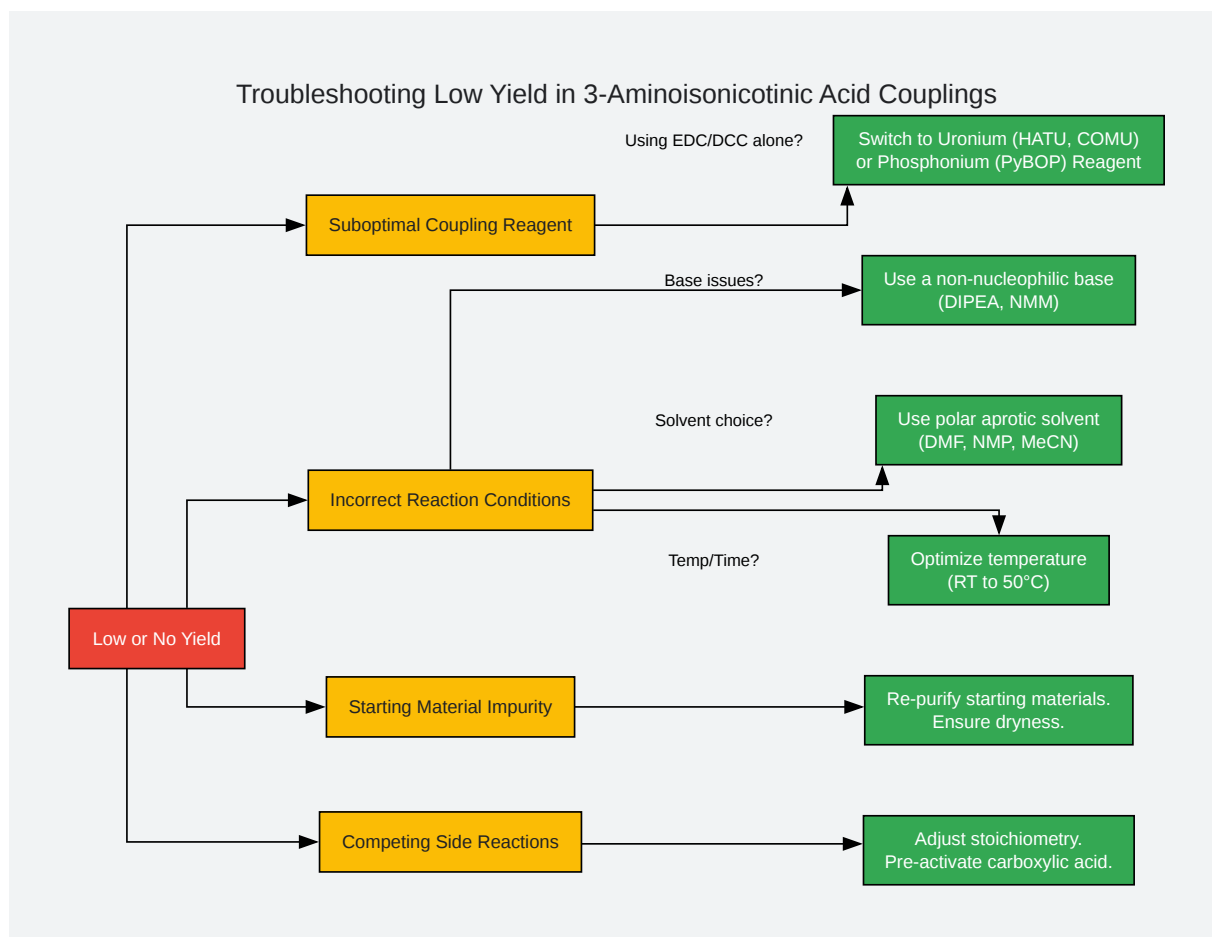 Troubleshooting Low Yield in 3-Aminoisonicotinic Acid Couplings
Using EDC/DCC alone?
Switch to Uronium (HATU, COMU)
or Phosphonium (PyBOP) Reagent
Suboptimal Coupling Reagent
Base issues?
Use a non-nucleophilic base
(DIPEA, NMM)
Solvent choice?
Use polar aprotic solvent
(DMF, NMP, MeCN)
Incorrect Reaction Conditions
Temp/Time?
Optimize temperature
(RT to 50°C)
Low or No Yield
Starting Material Impurity
Re-purify starting materials.
Ensure dryness.
Competing Side Reactions
Adjust stoichiometry.
Pre-activate carboxylic acid.